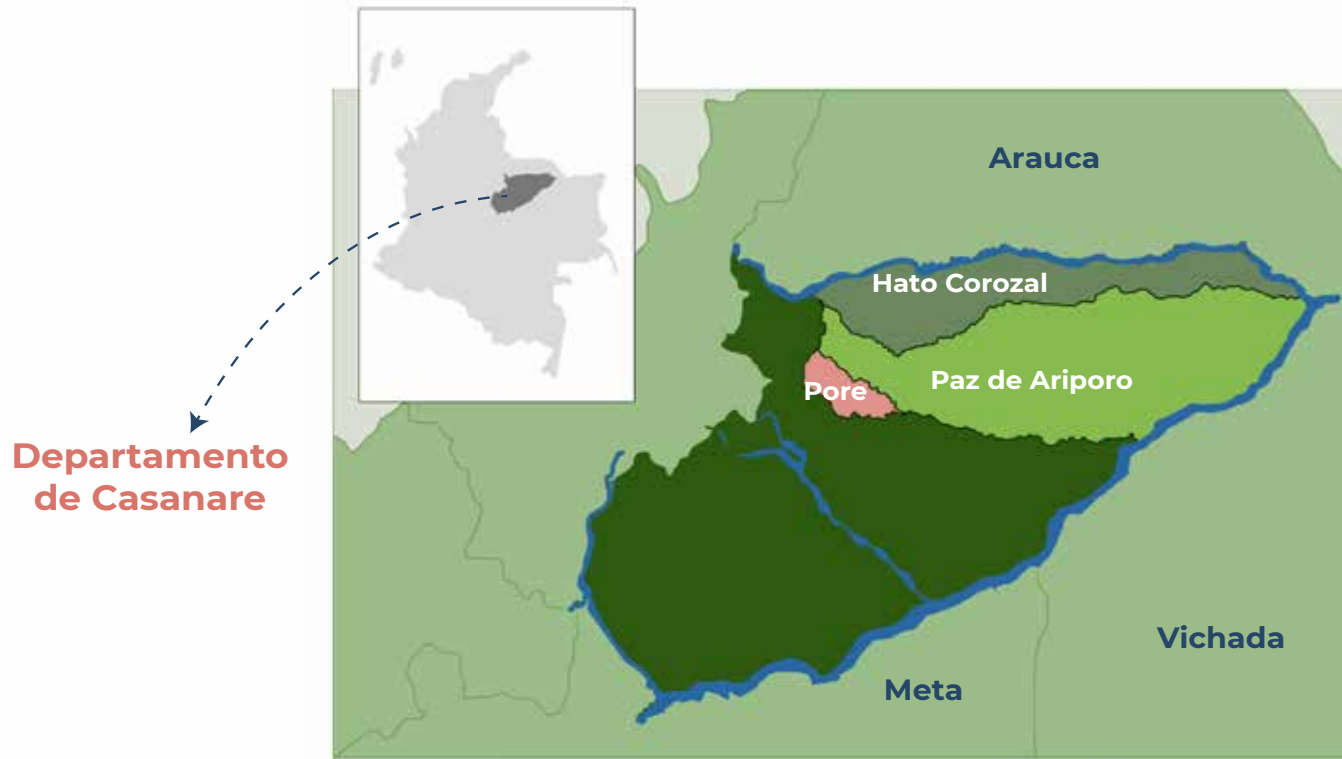 Arauca
Hato Corozal
Paz de Ariporo
Pore
Departamento
de Casanare
Vichada
Meta